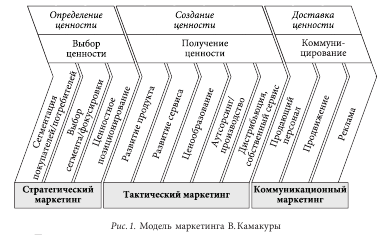 Определение
ценности
Создание
ценности
Доставка
ценности
Выбор
ценности
Получение
ценности
Коммуни-
цирование
Сегментация
покупателей/потребителей
Выбор
сегмента/фокусировки
Ценностное
позиционирование
Развитие продукта
Развитие сервиса
Ценообразование
Аутсорсинг/
производство
Дистрибуция,
собственный сервис
Продающий
персонал
Продвижение
Реклама
Стратегический
маркетинг
Тактический маркетинг
Коммуникационный
маркетинг
Рис. 1. Модель маркетинга В. Камакуры